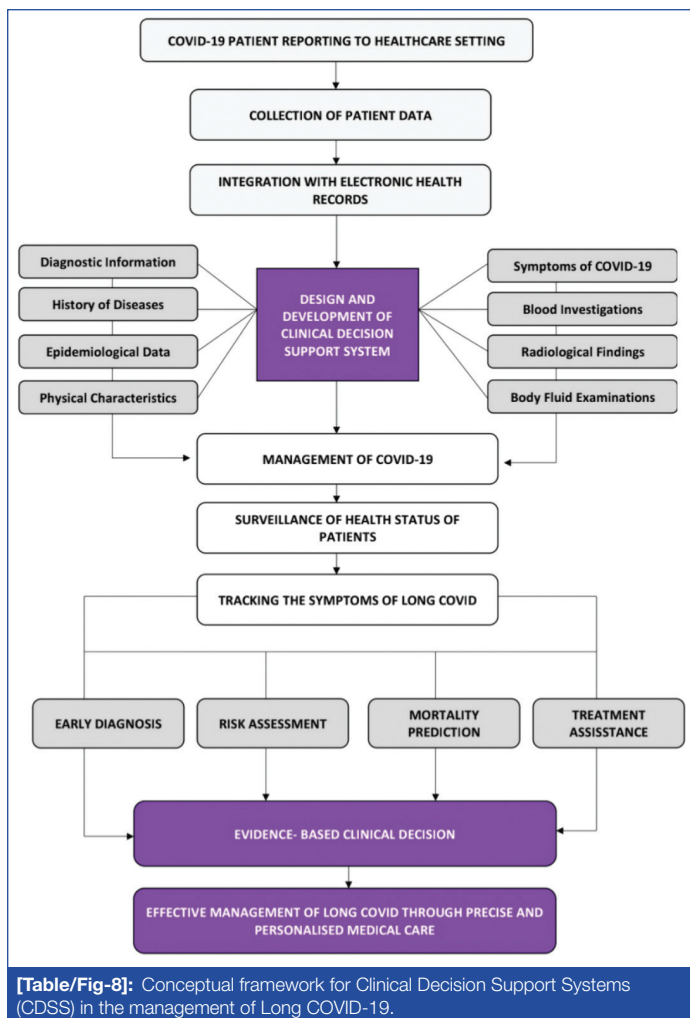 COVID-19 PATIENT REPORTING TO HEALTHCARE SETTING
COLLECTION OF PATIENT DATA
INTEGRATION WITH ELECTRONIC HEALTH
RECORDS
Diagnostic Information
History of Diseases
Epidemiological Data
Physical Characteristics
DESIGN AND
DEVELOPMENT OF
CLINICAL DECISION
SUPPORT SYSTEM
Symptoms of COVID-19
Blood Investigations
Radiological Findings
Body Fluid Examinations
MANAGEMENT OF COVID-19
SURVEILLANCE OF HEALTH STATUS OF
PATIENTS
TRACKING THE SYMPTOMS OF LONG COVID
EARLY DIAGNOSIS
RISK ASSESSMENT
MORTALITY
PREDICTION
TREATMENT
ASSISSTANCE
EVIDENCE- BASED CLINICAL DECISION
EFFECTIVE MANAGEMENT OF LONG COVID THROUGH PRECISE AND
PERSONALISED MEDICAL CARE
[Table/Fig-8]: Conceptual framework for Clinical Decision Support Systems
(CDSS) in the management of Long COVID-19.